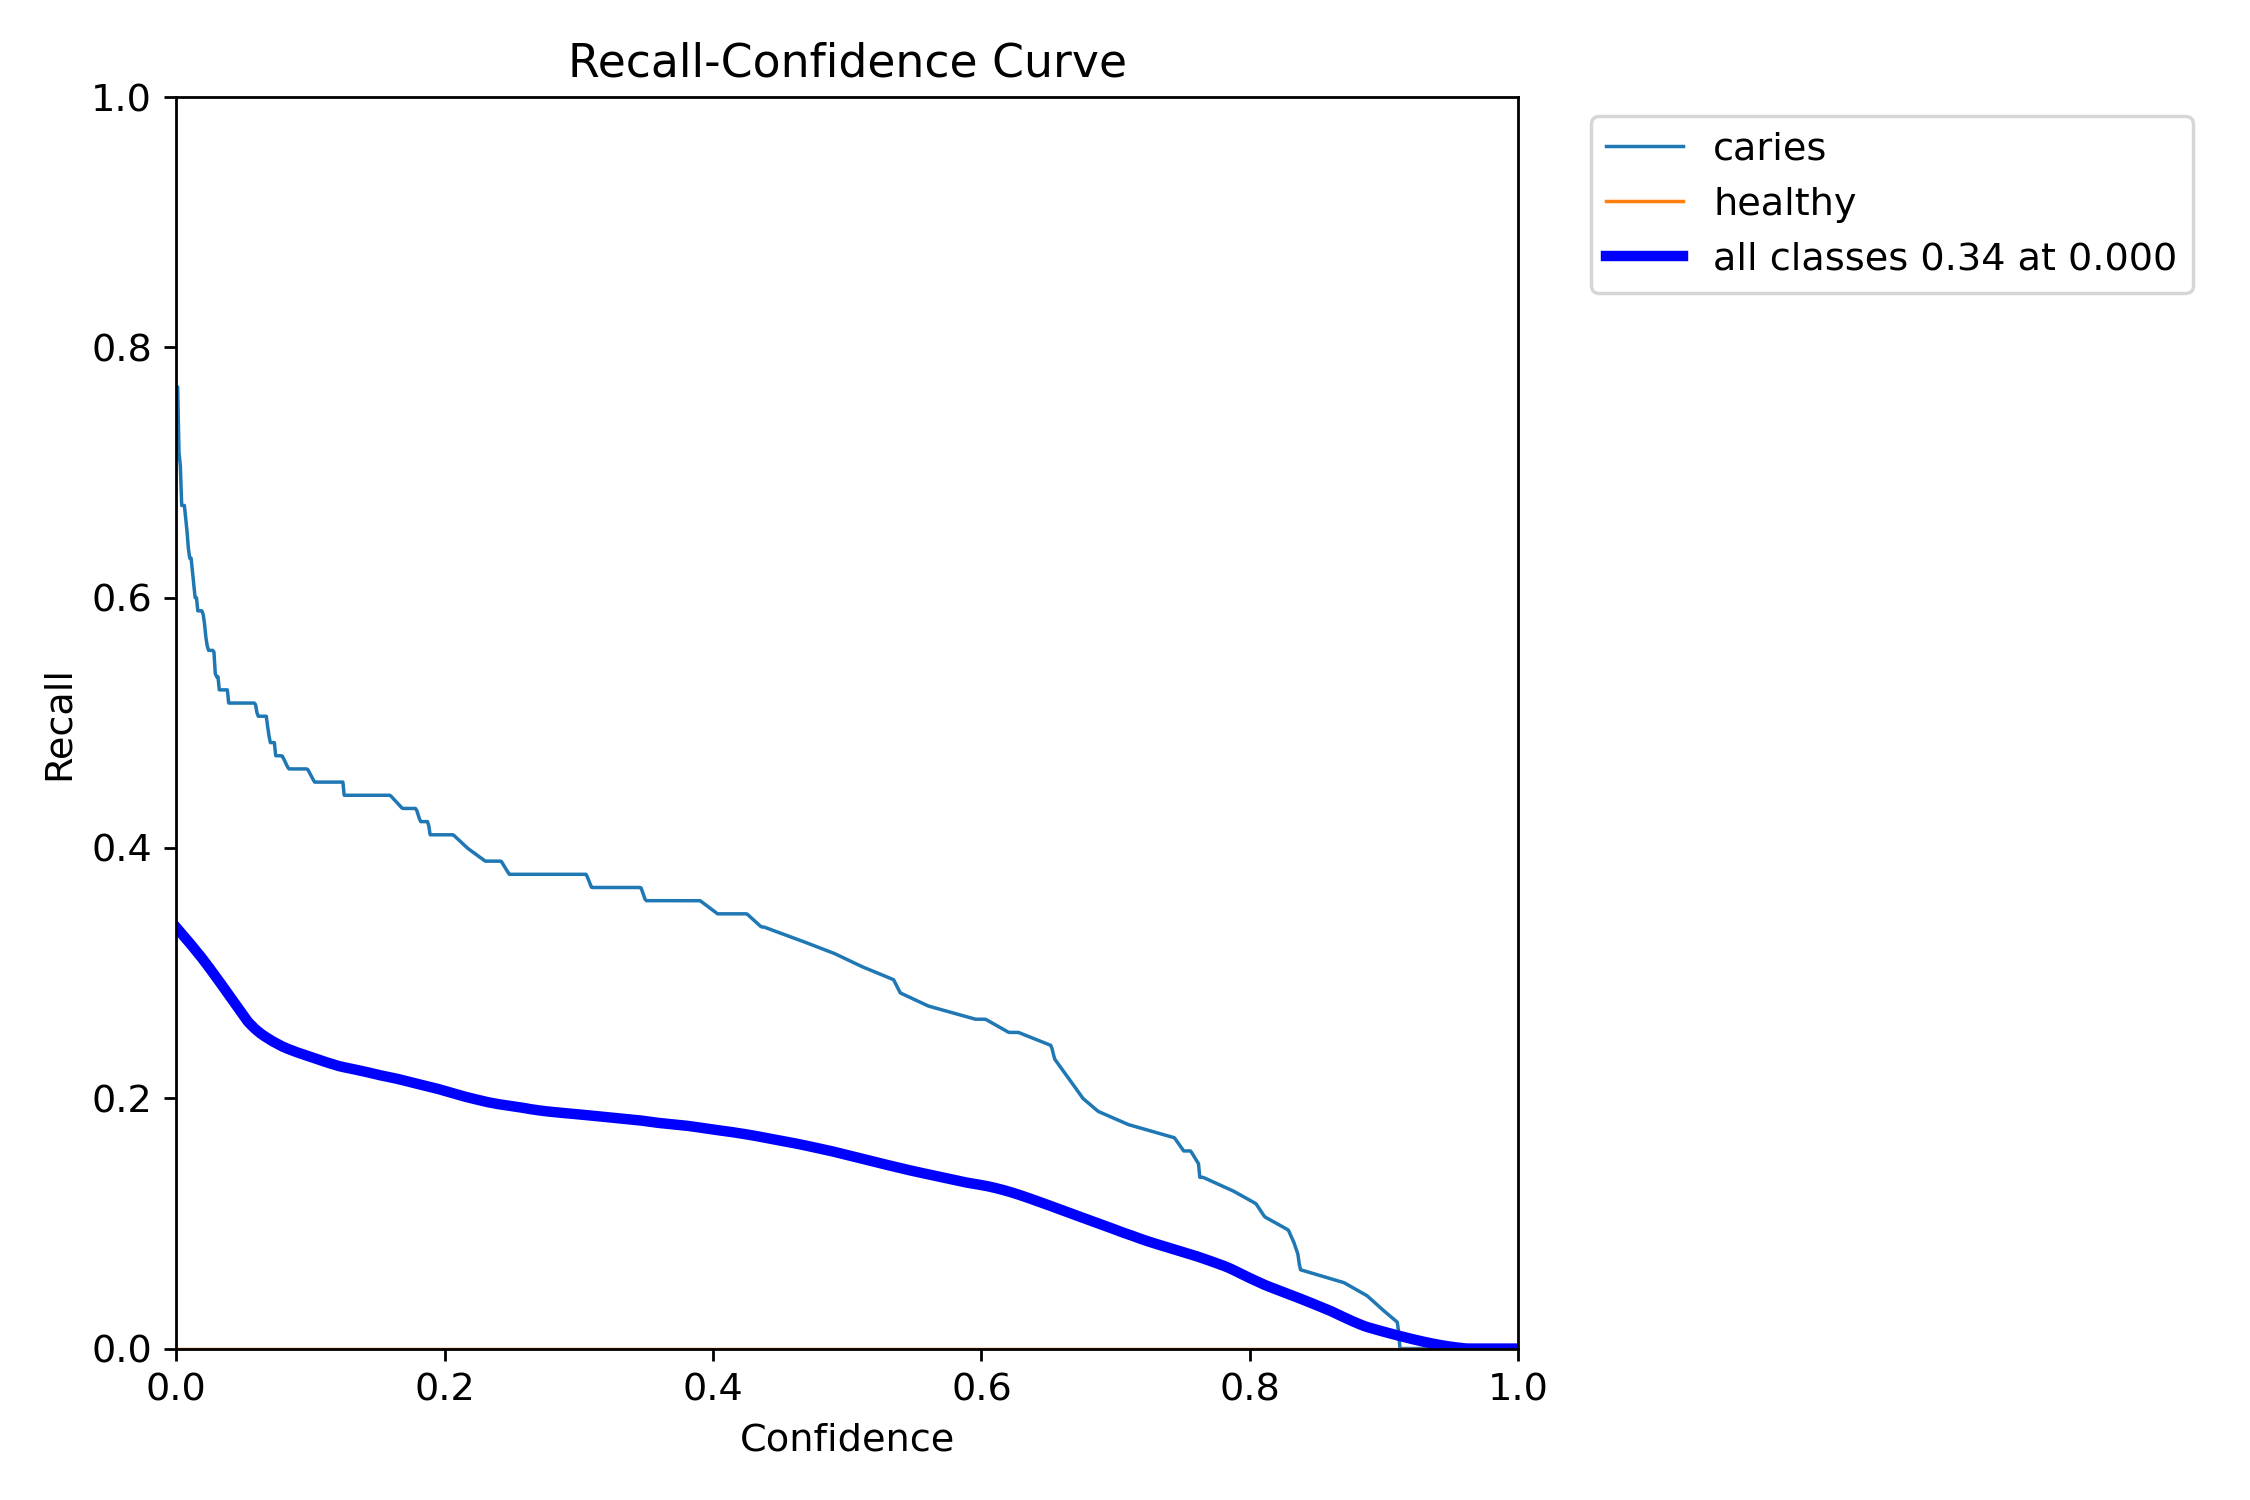 Recall-Confidence Curve
1.0
0.8
0.6
0.4
0.2
0.0
Recall
0.0 0.2 0.4 0.6 0.8 1.0
Confidence
caries
healthy
all classes 0.34 at 0.000